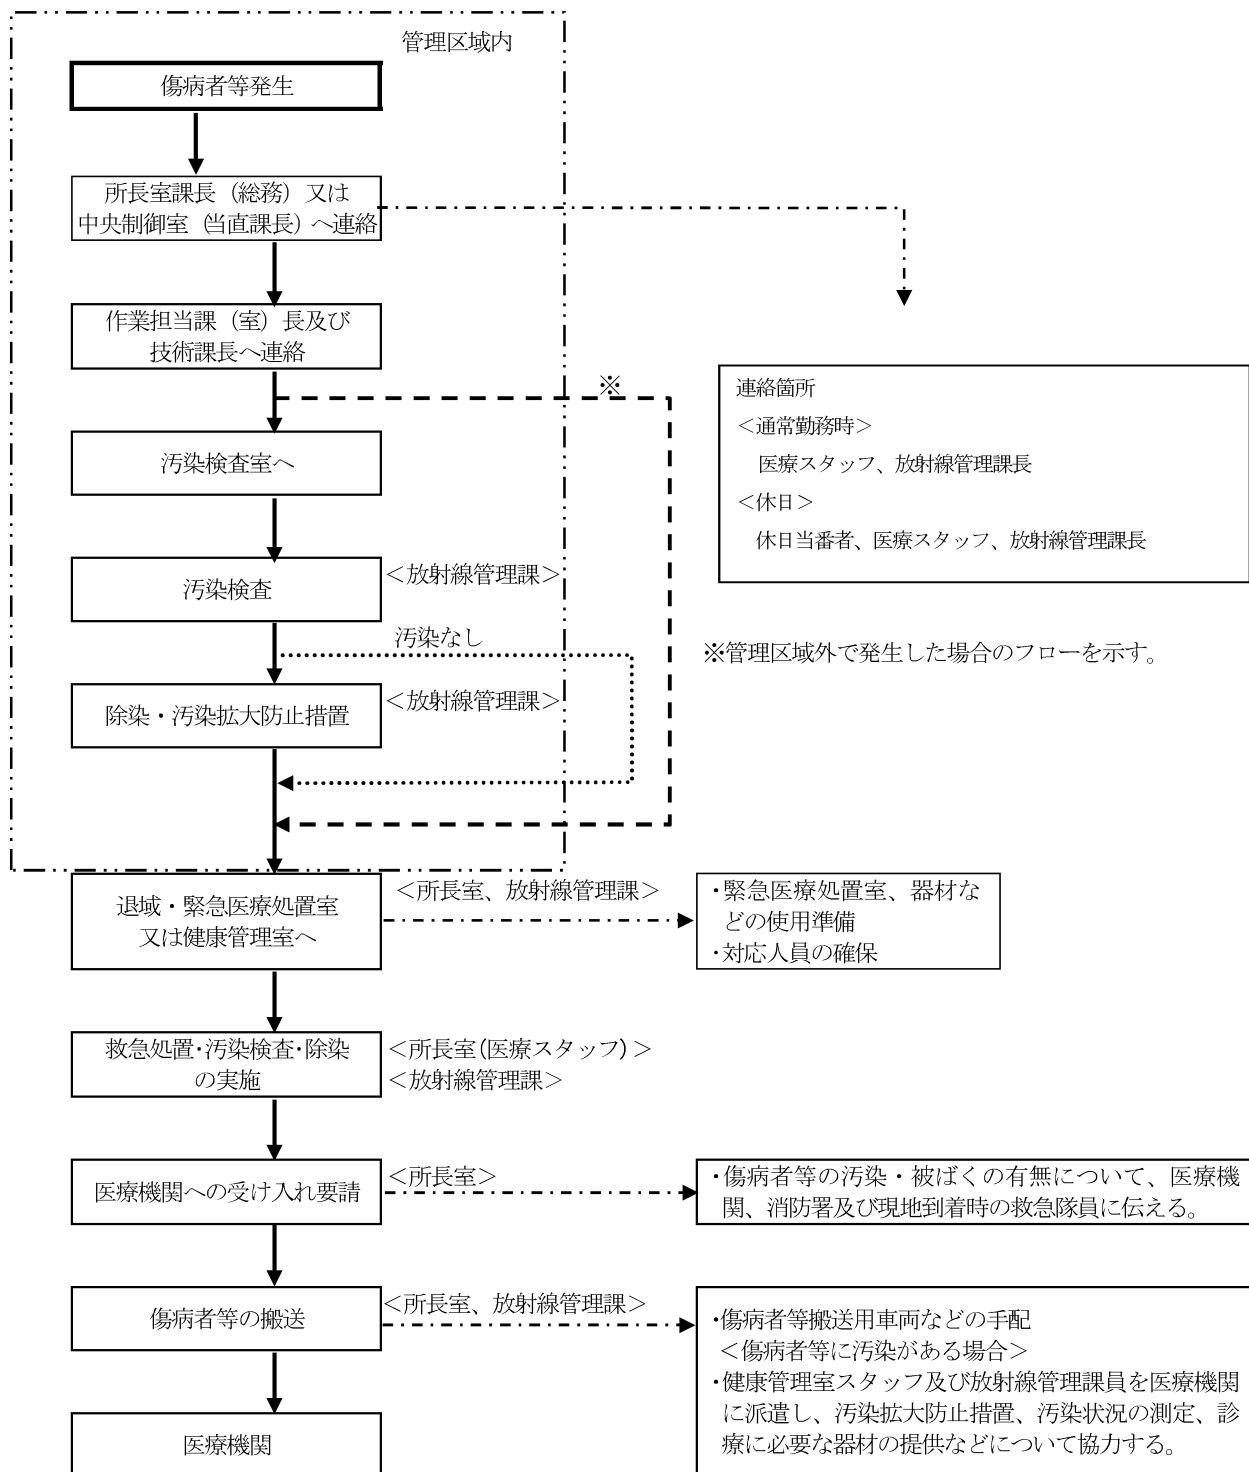 管理区域内
傷病者等発生
所長室課長（総務）又は
中央制御室（当直課長）へ連絡
作業担当課（室）長及び
技術課長へ連絡
※
連絡箇所
＜通常勤務時＞
医療スタッフ、放射線管理課長
＜休日＞
休日当番者、医療スタッフ、放射線管理課長
汚染検査室へ
汚染検査
＜放射線管理課＞
汚染なし
※管理区域外で発生した場合のフローを示す。
除染・汚染拡大防止措置
＜放射線管理課＞
退域・緊急医療処置室
又は健康管理室へ
＜所長室、放射線管理課＞
・緊急医療処置室、器材な
どの使用準備
・対応人員の確保
救急処置・汚染検査・除染
の実施
＜所長室（医療スタッフ）＞
＜放射線管理課＞
医療機関への受け入れ要請
＜所長室＞
・傷病者等の汚染・被ばくの有無について、医療機
関、消防署及び現地到着時の救急隊員に伝える。
傷病者等の搬送
＜所長室、放射線管理課＞
・傷病者等搬送用車両などの手配
＜傷病者等に汚染がある場合＞
・健康管理室スタッフ及び放射線管理課員を医療機関
に派遣し、汚染拡大防止措置、汚染状況の測定、診
療に必要な器材の提供などについて協力する。
医療機関